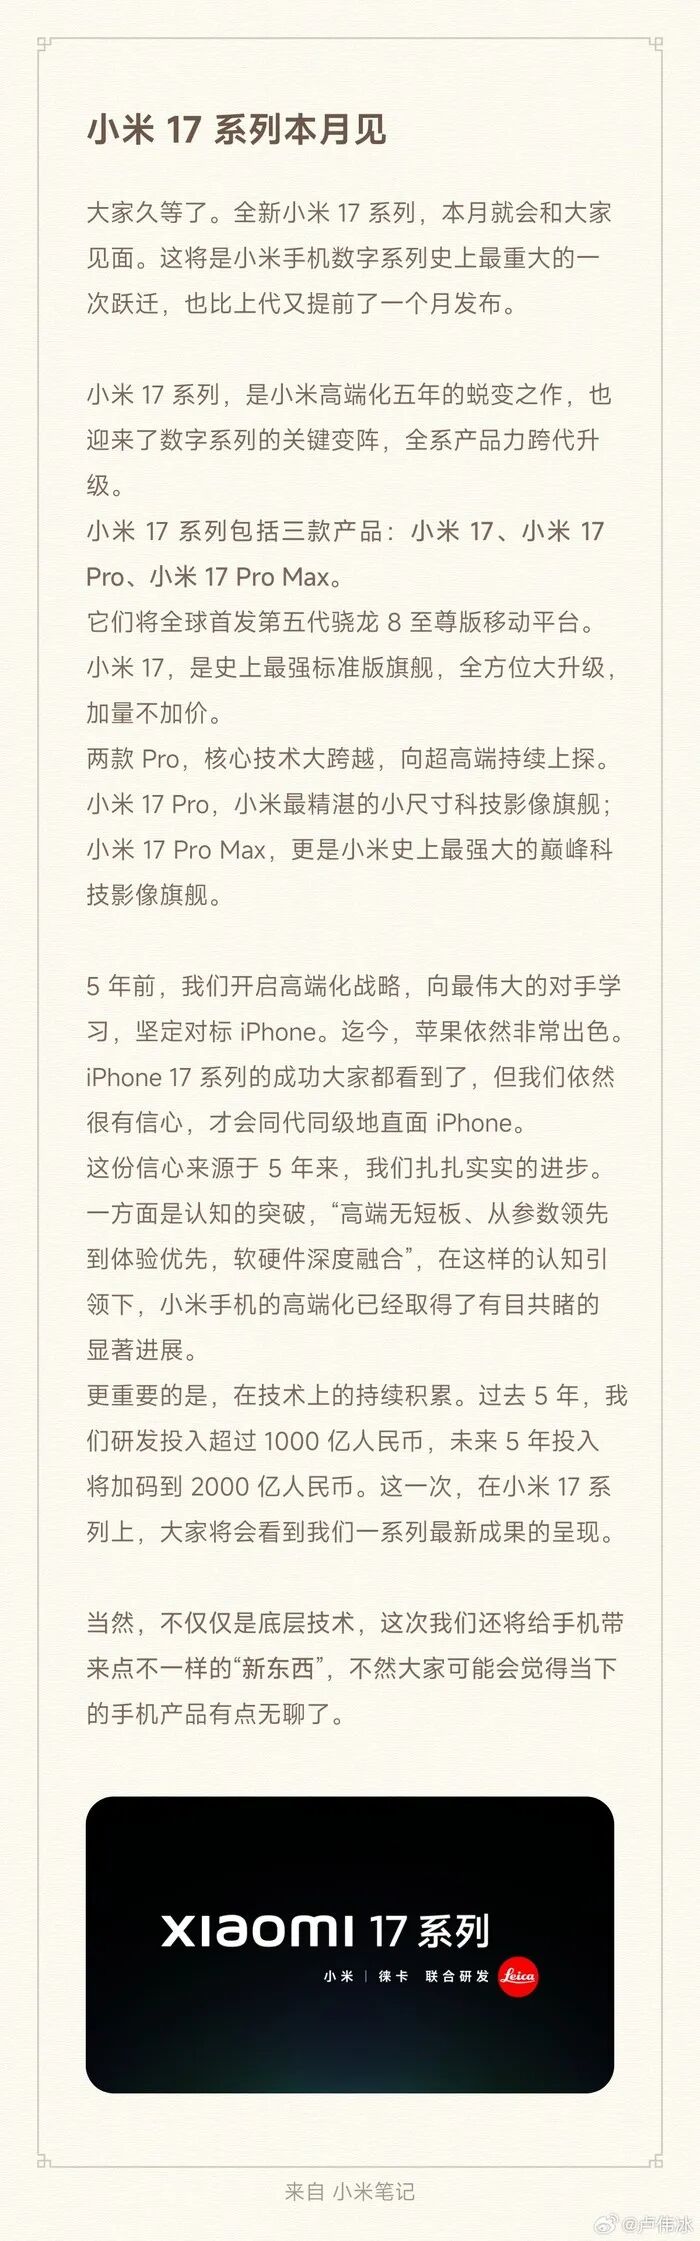 小米 17 系列本月见
大家久等了。全新小米 17 系列，本月就会和大家
见面。这将是小米手机数字系列史上最重大的一
次跃迁，也比上代又提前了一个月发布。
小米 17 系列，是小米高端化五年的蜕变之作，也
迎来了数字系列的关键变阵，全系产品力跨代升
级。
小米 17 系列包括三款产品：小米 17、小米 17
Pro、小米 17 Pro Max。
它们将全球首发第五代骁龙 8 至尊版移动平台。
小米 17，是史上最强标准版旗舰，全方位大升级，
加量不加价。
两款 Pro，核心技术大跨越，向超高端持续上探。
小米 17 Pro，小米最精湛的小尺寸科技影像旗舰；
小米 17 Pro Max，更是小米史上最强大的巅峰科
技影像旗舰。
5 年前，我们开启高端化战略，向最伟大的对手学
习，坚定对标 iPhone。迄今，苹果依然非常出色。
iPhone 17 系列的成功大家都看到了，但我们依然
很有信心，才会同代同级地直面 iPhone。
这份信心来源于 5 年来，我们扎扎实实的进步。
一方面是认知的突破，“高端无短板、从参数领先
到体验优先，软硬件深度融合”，在这样的认知引
领下，小米手机的高端化已经取得了有目共睹的
显著进展。
更重要的是，在技术上的持续积累。过去 5 年，我
们研发投入超过 1000 亿人民币，未来 5 年投入
将加码到 2000 亿人民币。这一次，在小米 17 系
列上，大家将会看到我们一系列最新成果的呈现。
当然，不仅仅是底层技术，这次我们还将给手机带
来点不一样的“新东西”，不然大家可能会觉得当下
的手机产品有点无聊了。
xıaomı 17 系列
小米 | 徕卡 联合研发 Leica
来自 小米笔记
@卢伟冰